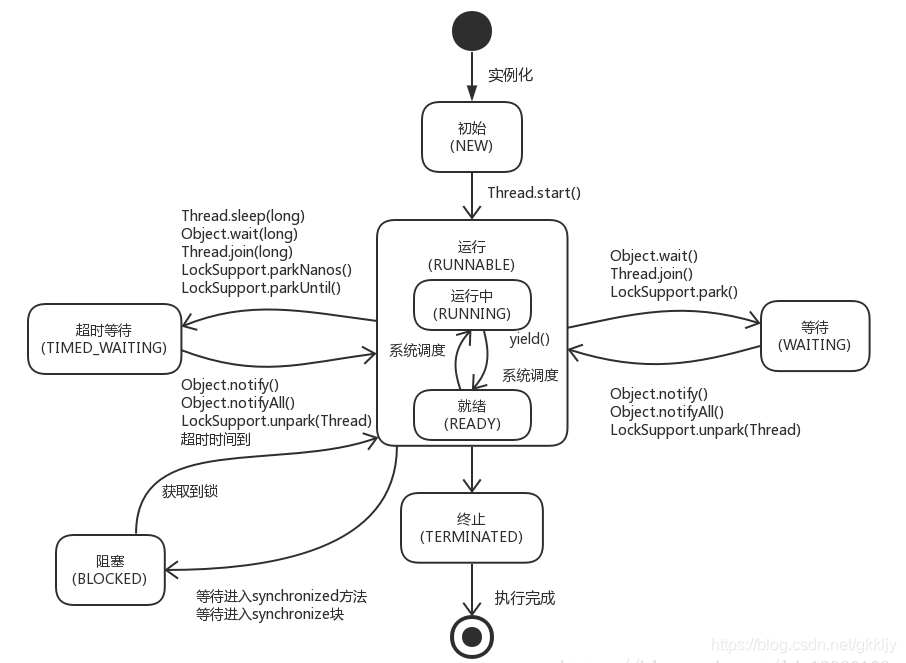 实例化
初始
(NEW)
Thread.start()
Thread.sleep(long)
Object.wait(long)
Thread.join(long)
LockSupport.parkNanos()
LockSupport.parkUntil()
运行
(RUNNABLE)
Object.wait()
Thread.join()
LockSupport.park()
运行中
(RUNNING)
超时等待
(TIMED_WAITING)
等待
(WAITING)
系统调度
yield()
系统调度
Object.notify()
Object.notifyAll()
LockSupport.unpark(Thread)
超时时间到
就绪
(READY)
Object.notify()
Object.notifyAll()
LockSupport.unpark(Thread)
获取到锁
终止
(TERMINATED)
阻塞
(BLOCKED)
等待进入synchronized方法
等待进入synchronize块
执行完成
https://blog.csdn.net/gkkljy